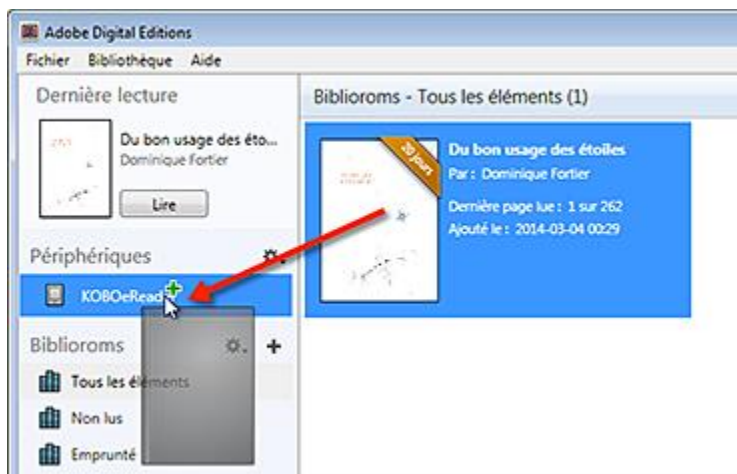 Adobe Digital Editions
Fichier Bibliothèque Aide
Dernière lecture
Du bon usage des éto...
Dominique Fortier
Lire
Périphériques
KOBOeRead
Biblioroms
Tous les éléments
Non lus
Emprunté
Biblioroms - Tous les éléments (1)
20 jours
Du bon usage des étoiles
Par : Dominique Fortier
Dernière page lue : 1 sur 262
Ajouté le : 2014-03-04 00:29